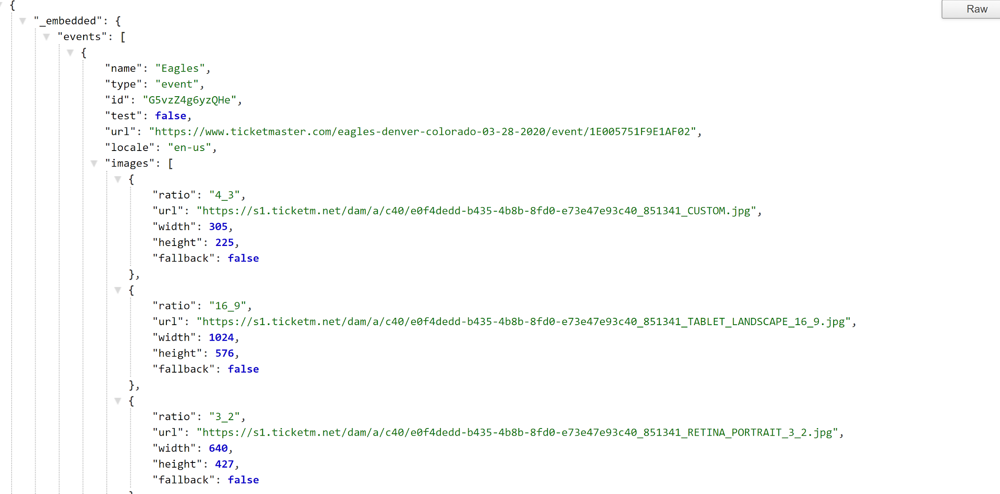 {
Raw
"_embedded": {
"events": [
{
"name": "Eagles",
"type": "event",
"id": "G5vzZ4g6yzQHe",
"test": false,
"url": "https://www.ticketmaster.com/eagles-denver-colorado-03-28-2020/event/1E005751F9E1AF02",
"locale": "en-us",
"images": [
{
"ratio": "4_3",
"url": "https://s1.ticketm.net/dam/a/c40/e0f4dedd-b435-4b8b-8fd0-e73e47e93c40_851341_CUSTOM.jpg",
"width": 305,
"height": 225,
"fallback": false
},
{
"ratio": "16_9",
"url": "https://s1.ticketm.net/dam/a/c40/e0f4dedd-b435-4b8b-8fd0-e73e47e93c40_851341_TABLET_LANDSCAPE_16_9.jpg",
"width": 1024,
"height": 576,
"fallback": false
},
{
"ratio": "3_2",
"url": "https://s1.ticketm.net/dam/a/c40/e0f4dedd-b435-4b8b-8fd0-e73e47e93c40_851341_RETINA_PORTRAIT_3_2.jpg",
"width": 640,
"height": 427,
"fallback": false
}